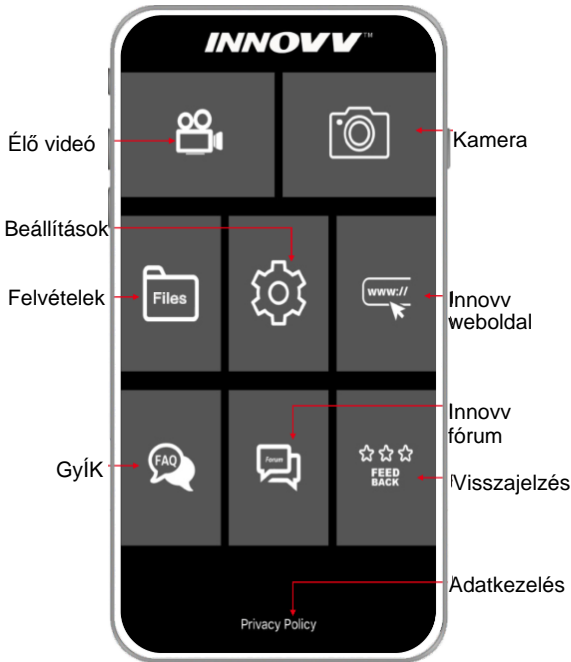 INNOVV™
Élő videó
Kamera
Beállítások
Felvételek
Files
www://
Innovv
weboldal
Innovv
fórum
GyÍK
FAQ
Forum
FEED
BACK
Visszajelzés
Adatkezelés
Privacy Policy